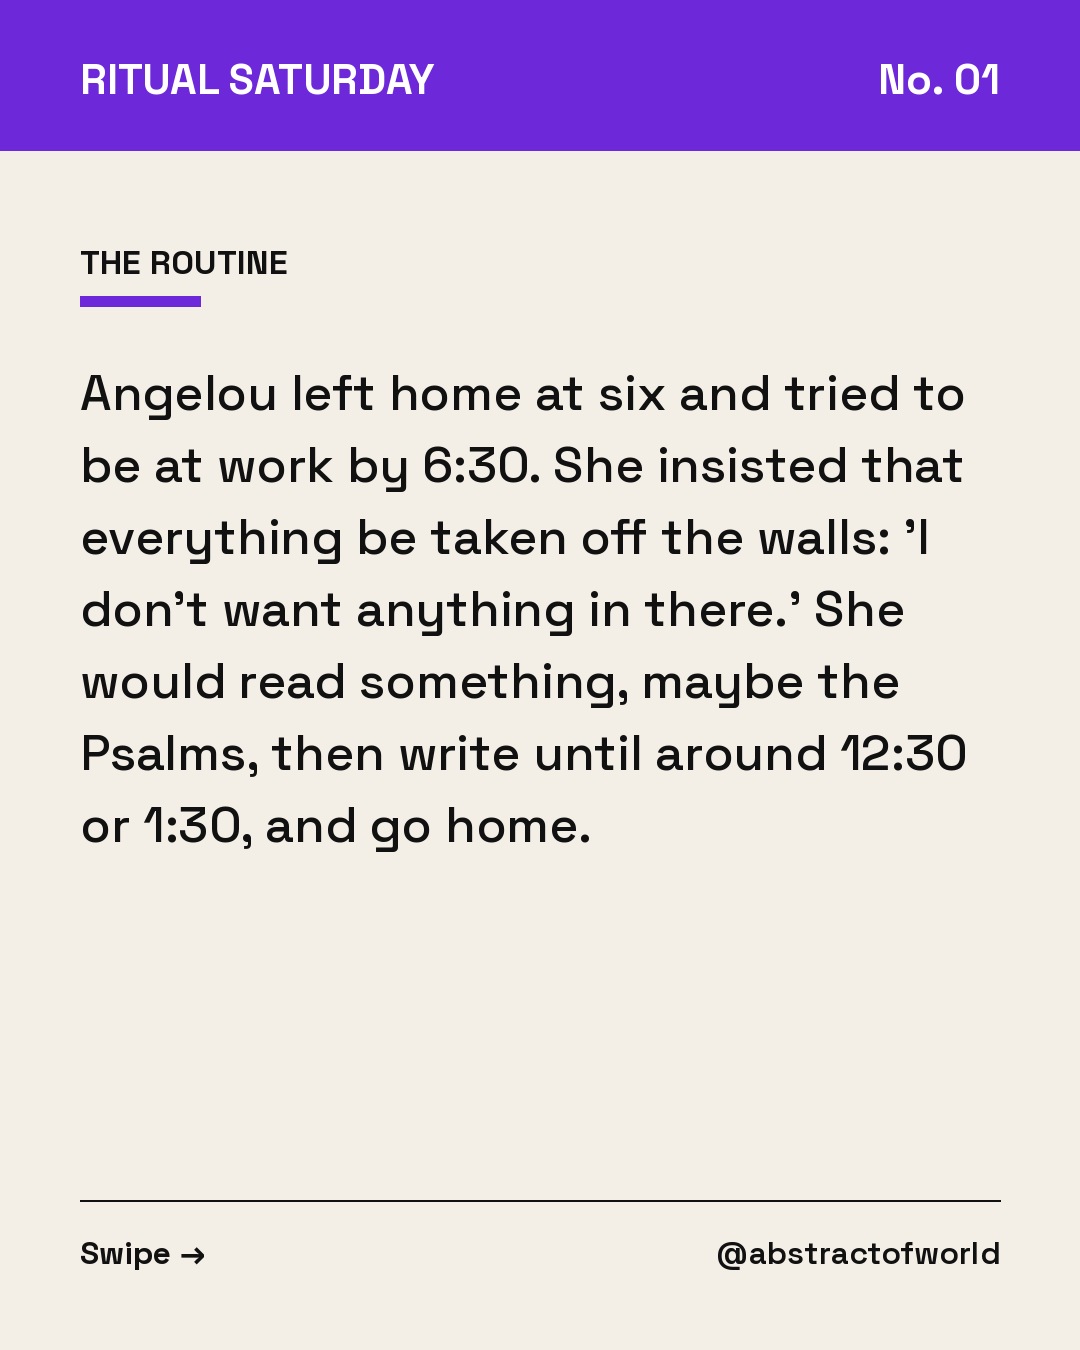 RITUAL SATURDAY No. 01
THE ROUTINE
Angelou left home at six and tried to
be at work by 6:30. She insisted that
everything be taken off the walls: ’I
don’t want anything in there.’ She
would read something, maybe the
Psalms, then write until around 12:30
or 1:30, and go home.
Swipe → @abstractofworld